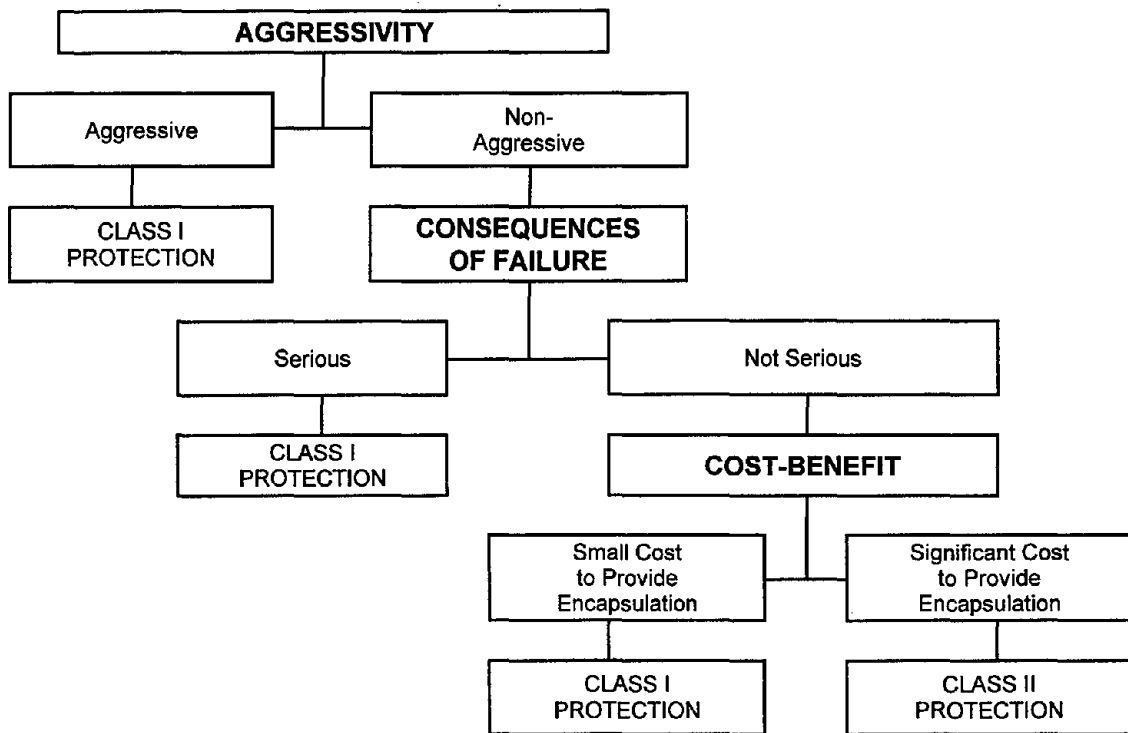 AGGRESSIVITY
Aggressive
Non-
Aggressive
CLASS I
PROTECTION
CONSEQUENCES
OF FAILURE
Serious
Not Serious
CLASS I
PROTECTION
COST-BENEFIT
Small Cost
to Provide
Encapsulation
Significant Cost
to Provide
Encapsulation
CLASS I
PROTECTION
CLASS II
PROTECTION